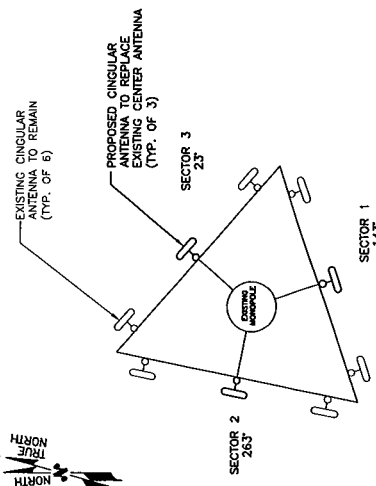 EXISTING CINGULAR
ANTENNA TO REMAIN
(TYP. OF 6)
PROPOSED CINGULAR
ANTENNA TO REPLACE
EXISTING CENTER ANTENNA
(TYP. OF 3)
SECTOR 3
23°
EXISTING
MONOPOLE
SECTOR 2
263°
SECTOR 1
TRUE
NORTH
NORTH